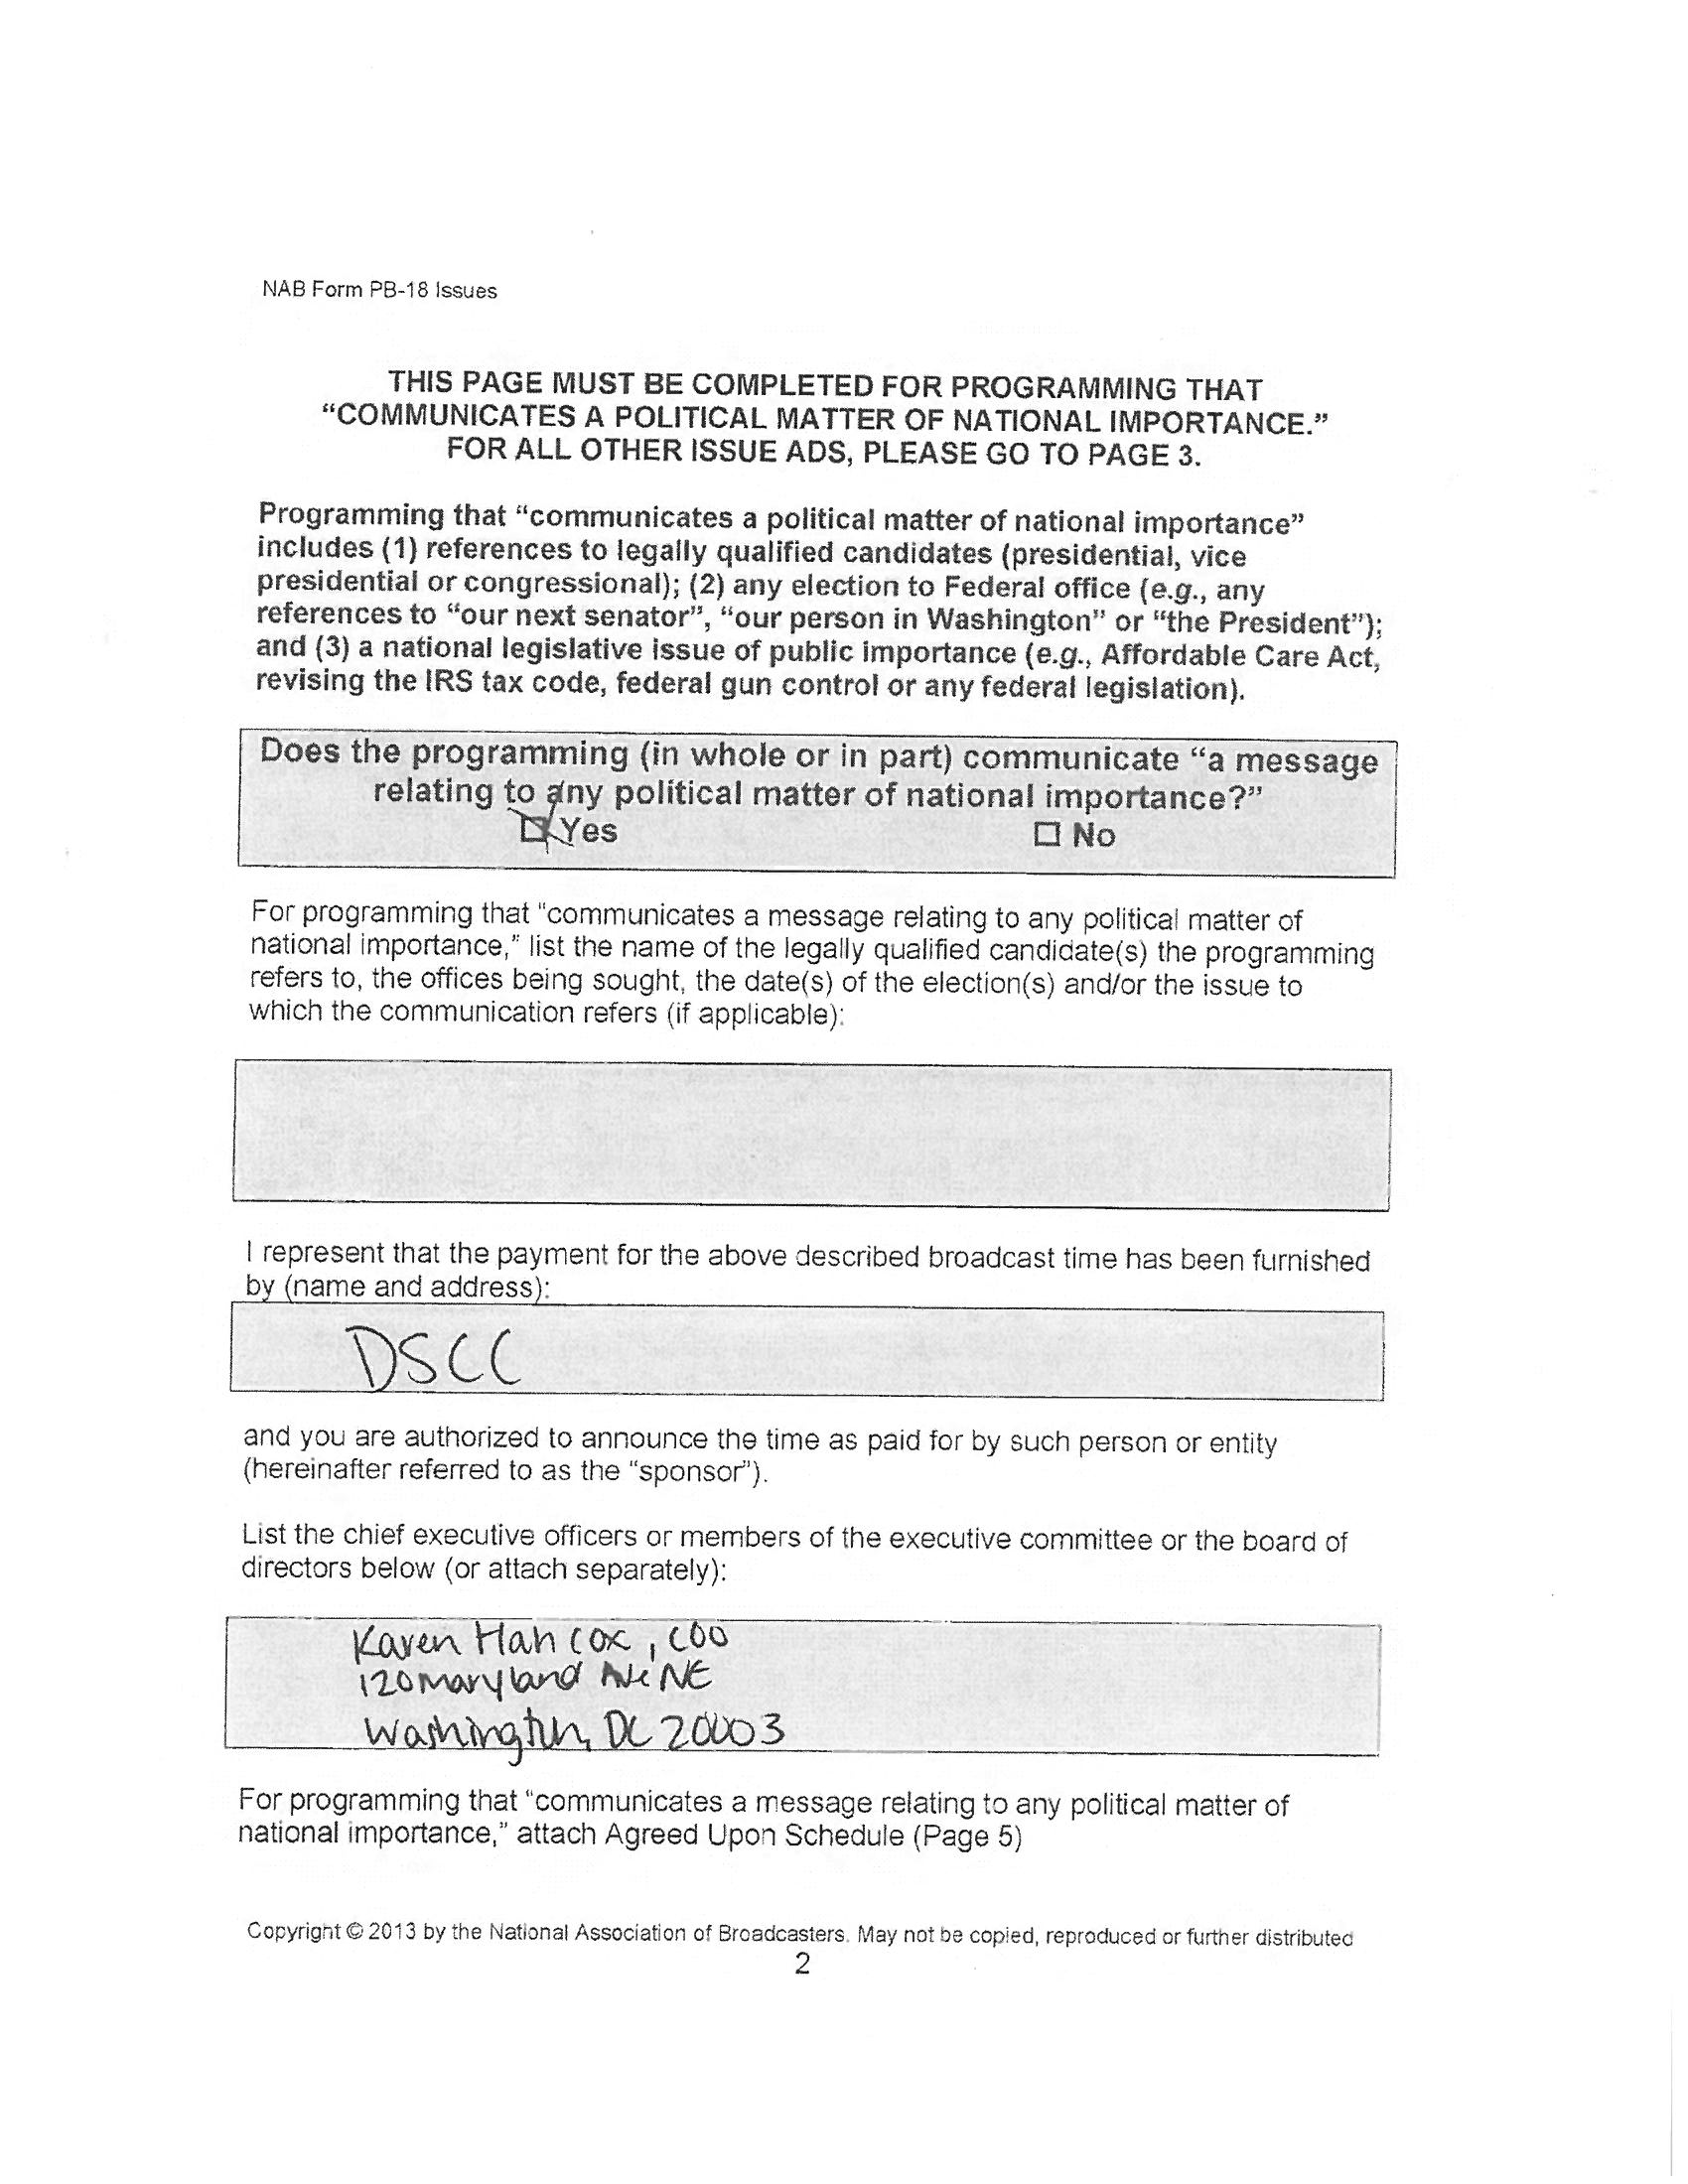 NAB Form PB-18 Issues
THIS PAGE MUST BE COMPLETED FOR PROGRAMMING THAT
“COMMUNICATES A POLITICAL MATTER OF NATIONAL IMPORTANCE.”
FOR ALL OTHER ISSUE ADS, PLEASE GO TO PAGE 3.
Programming that “communicates a political matter of national importance”
includes (1) references to legally qualified candidates (presidential, vice
presidential or congressional); (2) any election to Federal office (e.g., any
references to “our next senator”, “our person in Washington” or “the President”);
and (3) a national legislative issue of public importance (e.g., Affordable Care Act,
revising the IRS tax code, federal gun control or any federal legislation).
Does the programming (in whole or in part) communicate “a message
relating to any political matter of national importance?”
☒ Yes ☐ No
For programming that “communicates a message relating to any political matter of
national importance,” list the name of the legally qualified candidate(s) the programming
refers to, the offices being sought, the date(s) of the election(s) and/or the issue to
which the communication refers (if applicable):
I represent that the payment for the above described broadcast time has been furnished
by (name and address):
DSCC
and you are authorized to announce the time as paid for by such person or entity
(hereinafter referred to as the “sponsor”).
List the chief executive officers or members of the executive committee or the board of
directors below (or attach separately):
Karen Hancox, COO
120 Maryland Ave NE
Washington, DC 20003
For programming that “communicates a message relating to any political matter of
national importance,” attach Agreed Upon Schedule (Page 5)
Copyright © 2013 by the National Association of Broadcasters. May not be copied, reproduced or further distributed
2